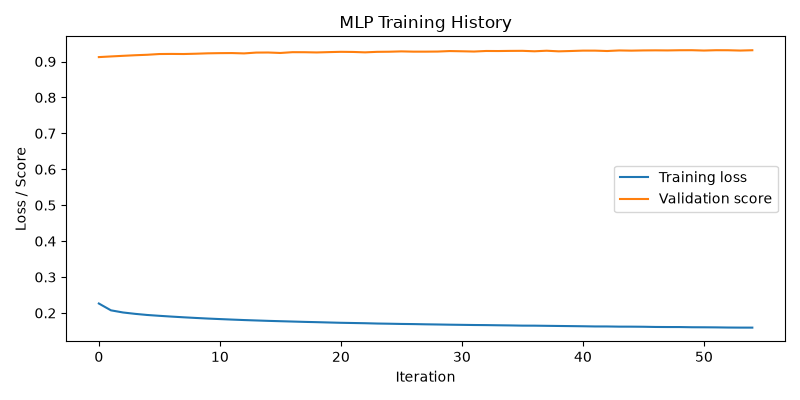 MLP Training History
Loss / Score
0.9
0.8
0.7
0.6
0.5
0.4
0.3
0.2
Training loss
Validation score
0 10 20 30 40 50
Iteration